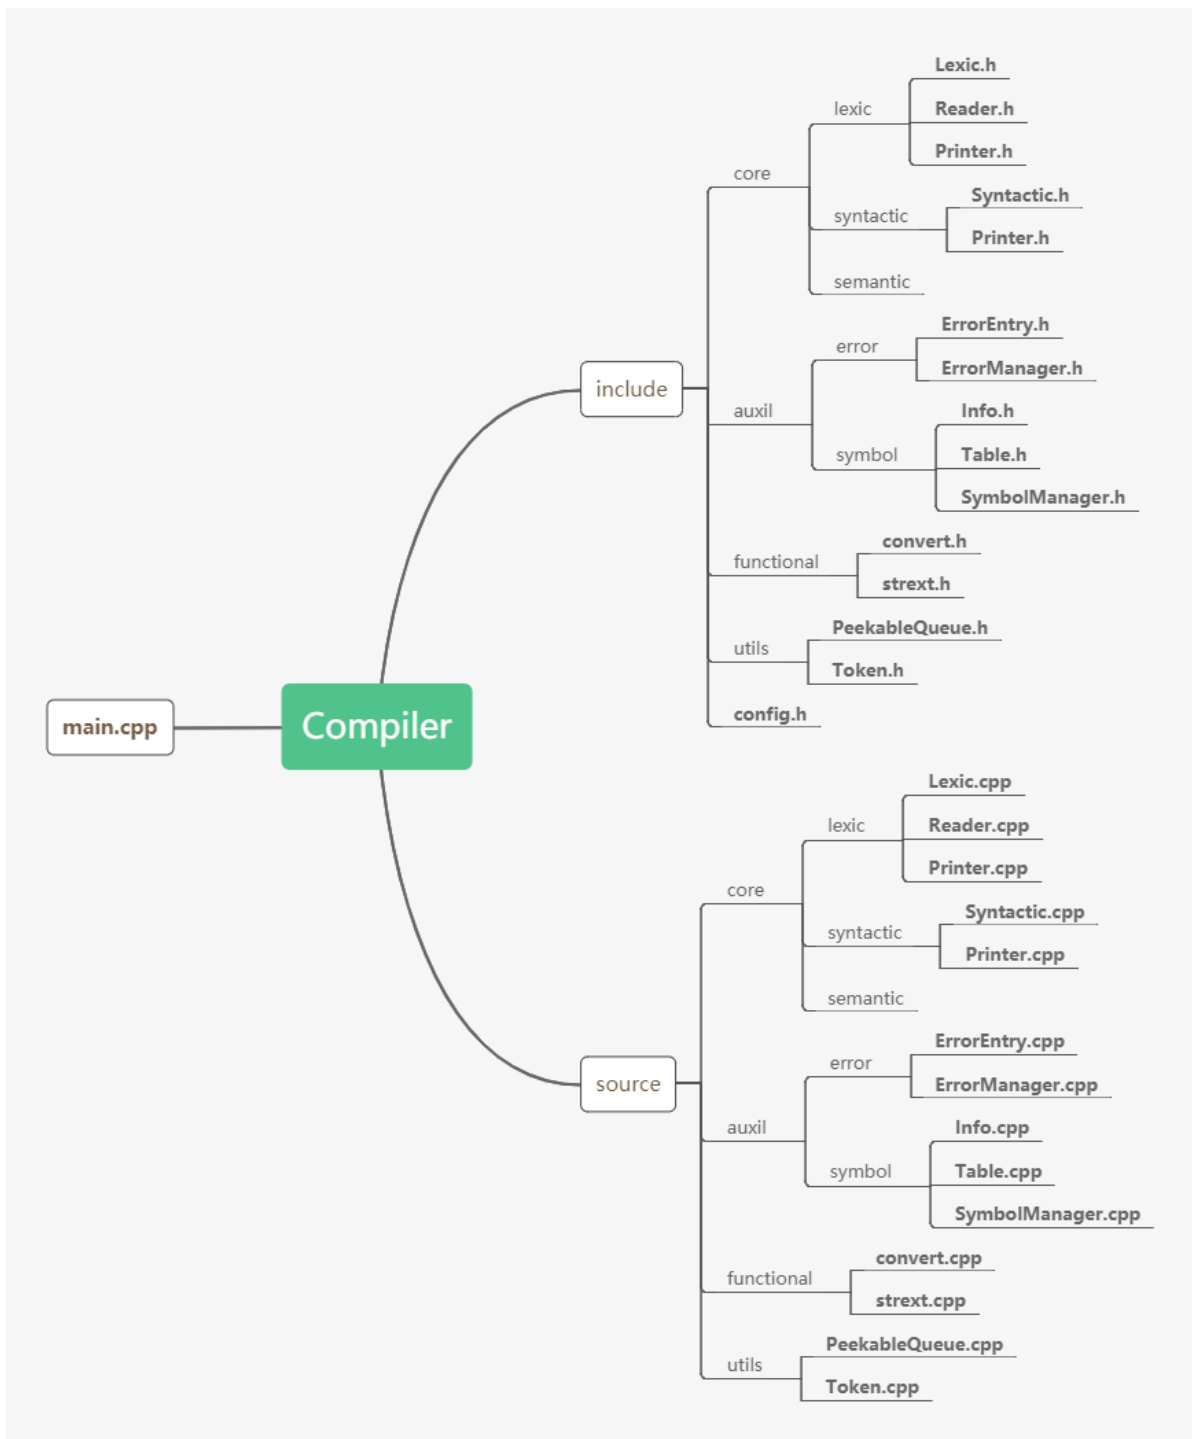 Lexic.h
lexic
Reader.h
Printer.h
core
Syntactic.h
syntactic
Printer.h
semantic
ErrorEntry.h
error
ErrorManager.h
include
auxil
Info.h
symbol
Table.h
SymbolManager.h
convert.h
functional
strext.h
PeekableQueue.h
utils
Token.h
config.h
main.cpp
Compiler
Lexic.cpp
lexic
Reader.cpp
Printer.cpp
core
Syntactic.cpp
syntactic
Printer.cpp
semantic
ErrorEntry.cpp
error
ErrorManager.cpp
source
auxil
Info.cpp
symbol
Table.cpp
SymbolManager.cpp
convert.cpp
functional
strext.cpp
PeekableQueue.cpp
utils
Token.cpp